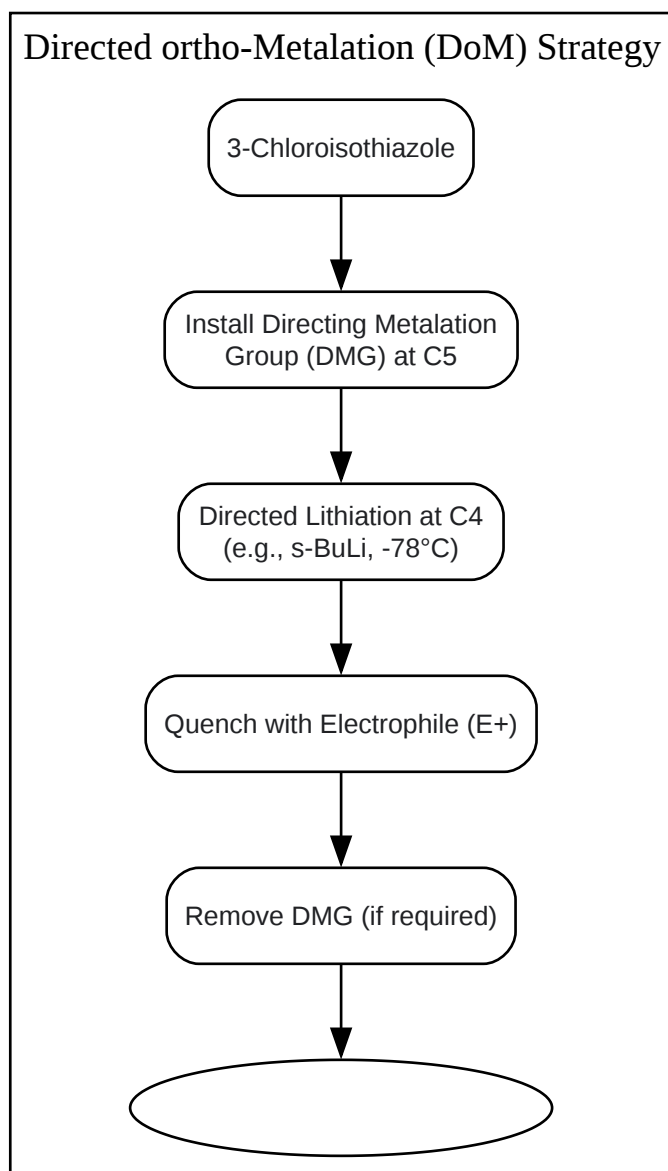 Directed ortho-Metalation (DoM) Strategy
3-Chloroisothiazole
Install Directing Metalation
Group (DMG) at C5
Directed Lithiation at C4
(e.g., s-BuLi, -78°C)
Quench with Electrophile (E+)
Remove DMG (if required)